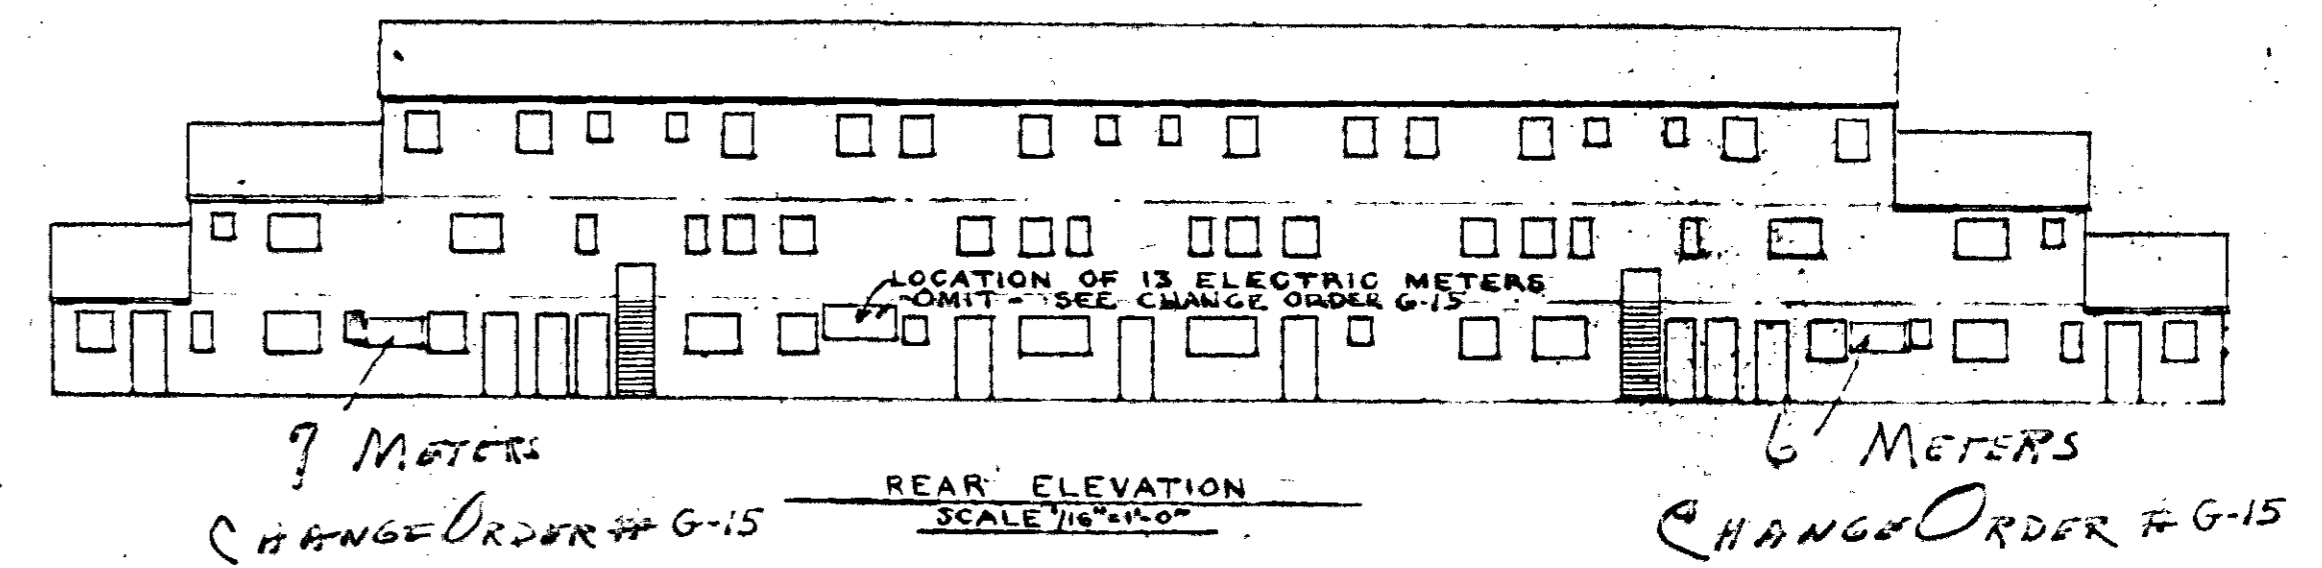 LOCATION OF 13 ELECTRIC METERS
OMIT - SEE CHANGE ORDER G-15
7 METERS
CHANGE ORDER # G-15
6 METERS
CHANGE ORDER # G-15
REAR ELEVATION
SCALE 1/16"=1'-0"